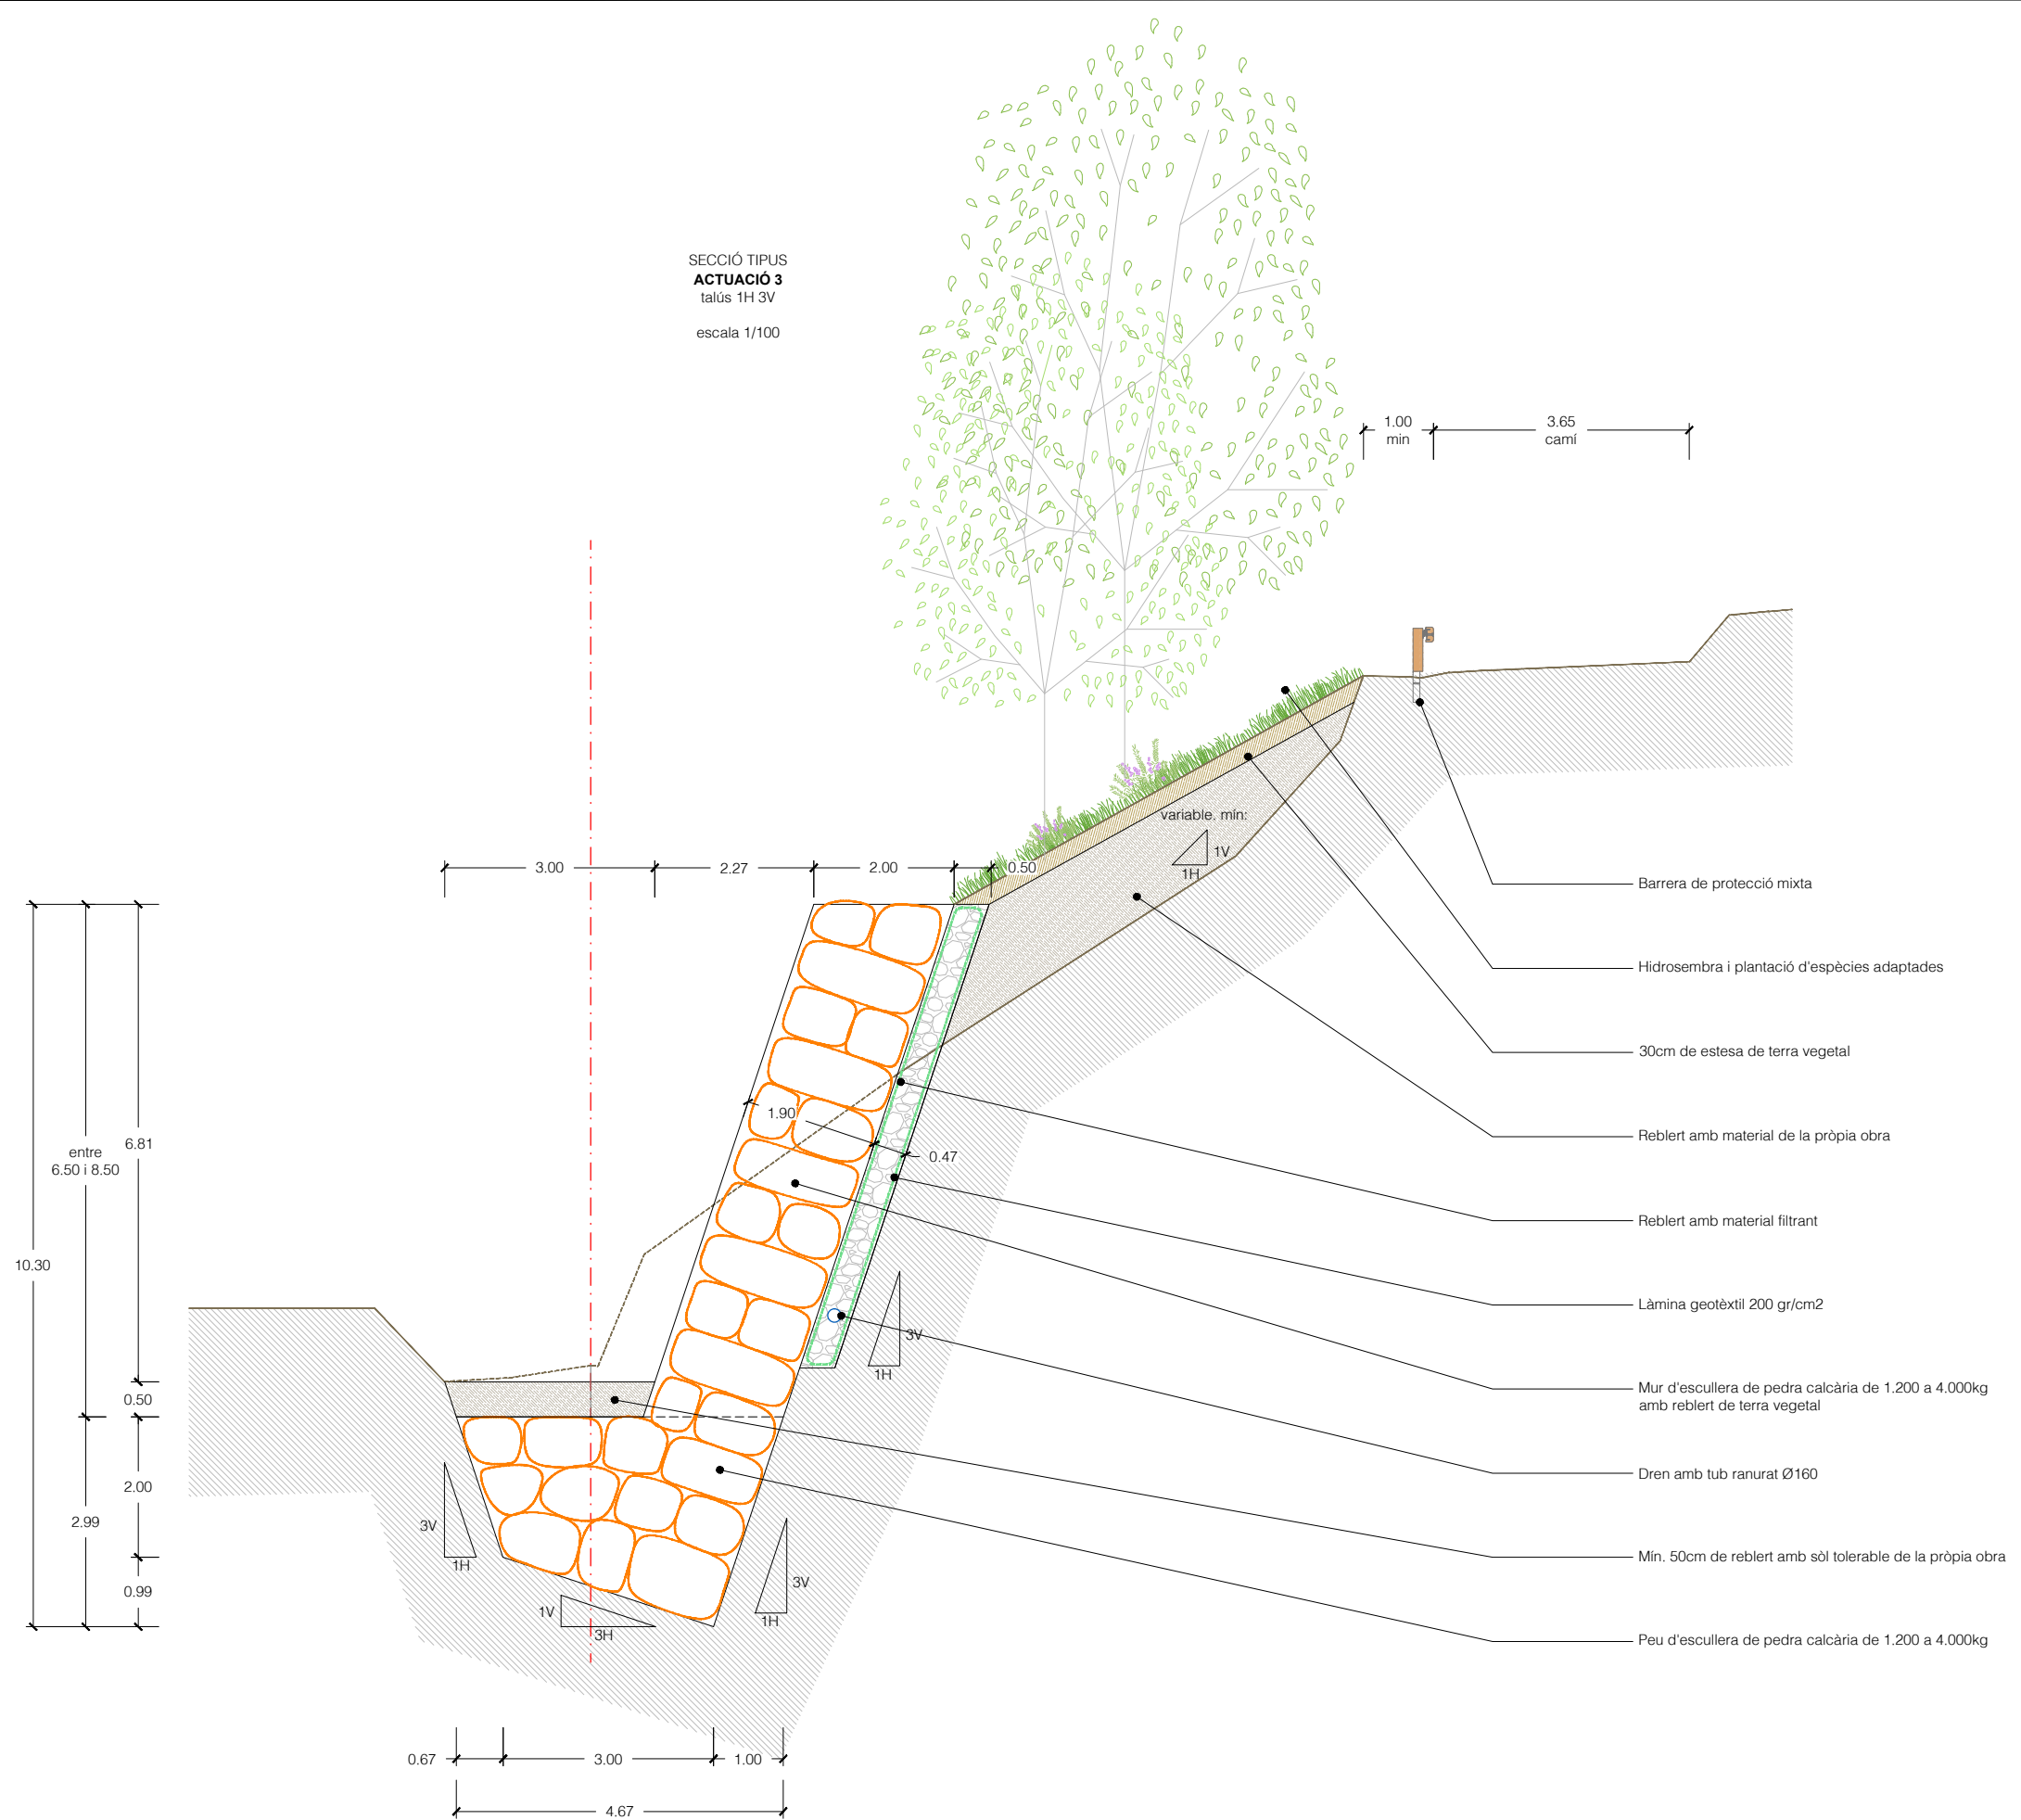 SECCIÓ TIPUS
ACTUACIÓ 3
talús 1H 3V
escala 1/100
1.00
min
3.65
camí
variable. mín:
1V
1H
3.00
2.27
2.00
0.50
Barrera de protecció mixta
Hidrosembra i plantació d'espècies adaptades
30cm de estesa de terra vegetal
Reblert amb material de la pròpia obra
Reblert amb material filtrant
Làmina geotèxtil 200 gr/cm2
Mur d'escullera de pedra calcària de 1.200 a 4.000kg
amb reblert de terra vegetal
Dren amb tub ranurat Ø160
Mín. 50cm de reblert amb sòl tolerable de la pròpia obra
Peu d'escullera de pedra calcària de 1.200 a 4.000kg
1.90
0.47
6.81
entre
6.50 i 8.50
10.30
0.50
2.00
2.99
0.99
3V
1H
3V
1H
3V
1H
1V
3H
0.67
3.00
1.00
4.67